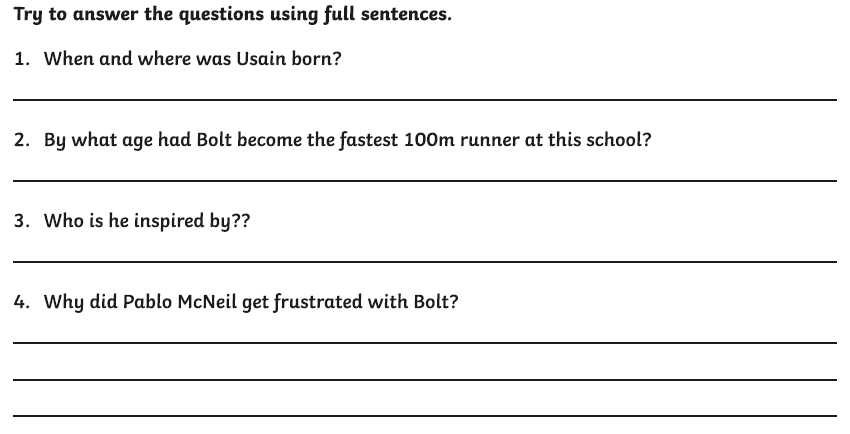 Try to answer the questions using full sentences.
1. When and where was Usain born?
2. By what age had Bolt become the fastest 100m runner at this school?
3. Who is he inspired by??
4. Why did Pablo McNeil get frustrated with Bolt?